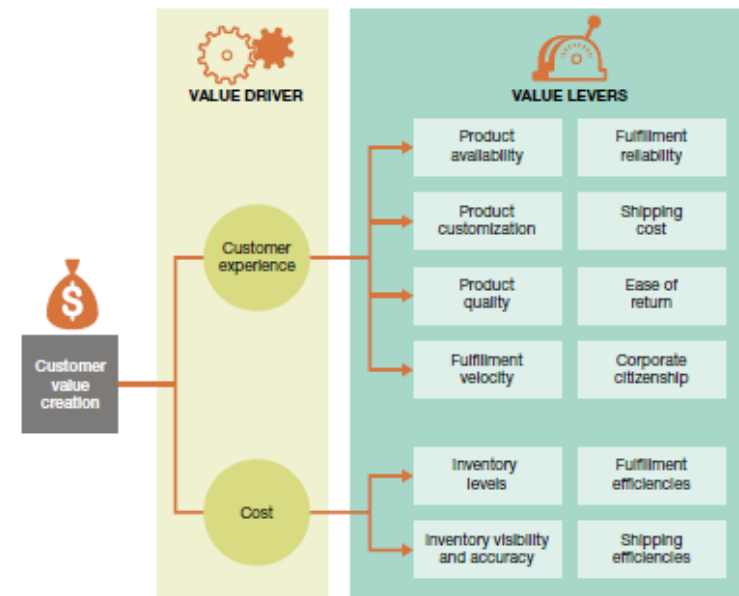 VALUE DRIVER
VALUE LEVERS
$
Customer
value
creation
Customer
experience
Product
availability
Fulfillment
reliability
Product
customization
Shipping
cost
Product
quality
Ease of
return
Fulfillment
velocity
Corporate
citizenship
Cost
Inventory
levels
Fulfillment
efficiencies
Inventory visibility
and accuracy
Shipping
efficiencies